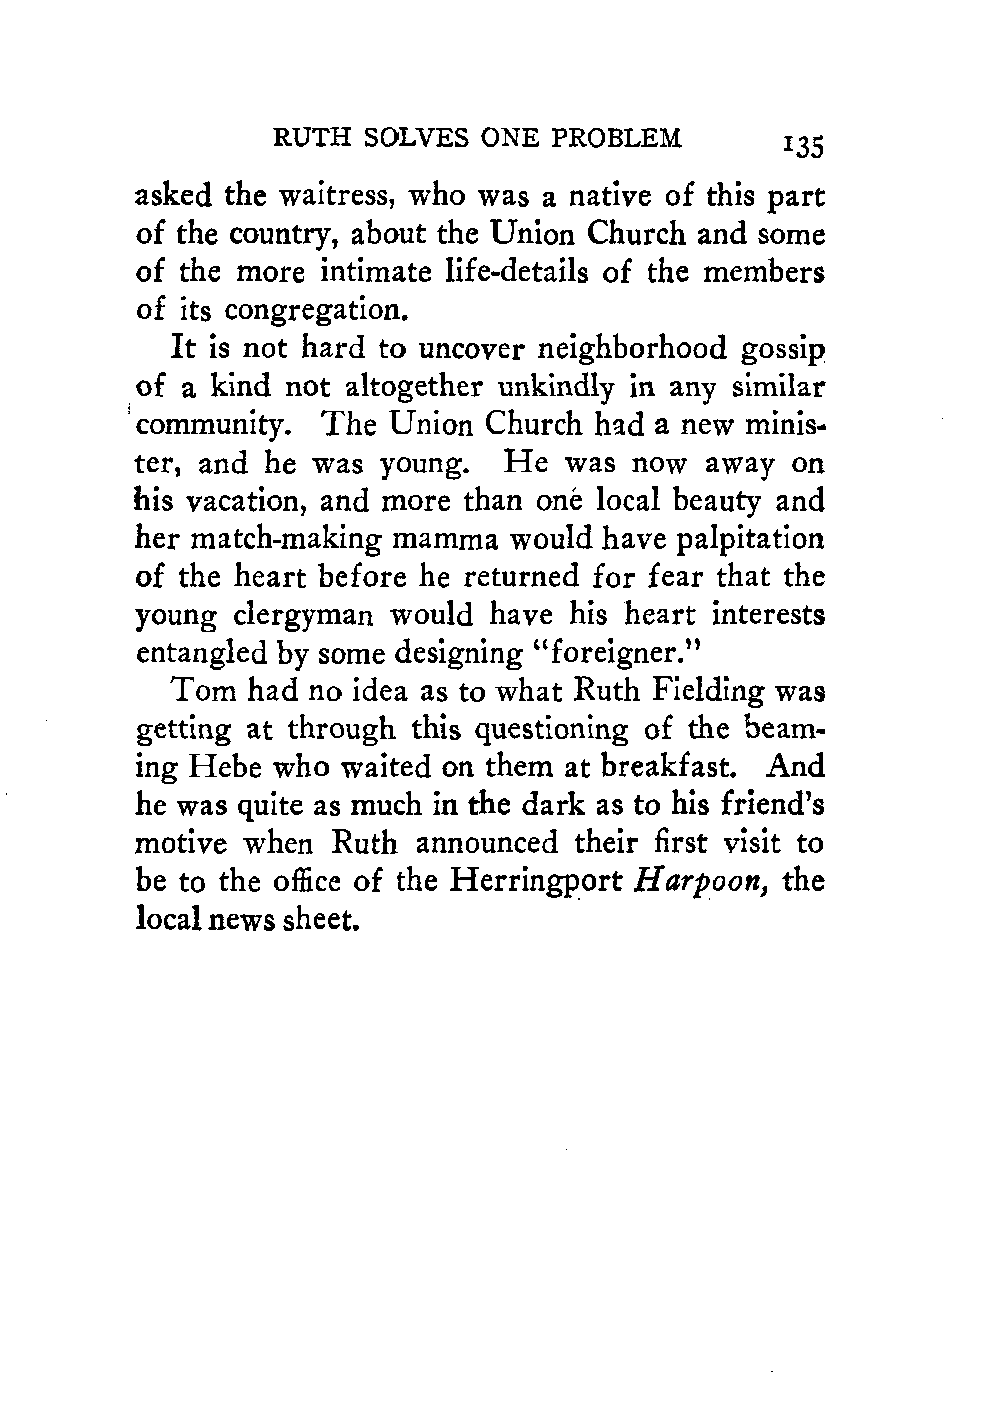 RUTH SOLVES ONE PROBLEM 135
asked the waitress, who was a native of this part
of the country, about the Union Church and some
of the more intimate life-details of the members
of its congregation.
It is not hard to uncover neighborhood gossip
of a kind not altogether unkindly in any similar
community. The Union Church had a new minis-
ter, and he was young. He was now away on
his vacation, and more than one local beauty and
her match-making mamma would have palpitation
of the heart before he returned for fear that the
young clergyman would have his heart interests
entangled by some designing "foreigner."
Tom had no idea as to what Ruth Fielding was
getting at through this questioning of the beam-
ing Hebe who waited on them at breakfast. And
he was quite as much in the dark as to his friend's
motive when Ruth announced their first visit to
be to the office of the Herringport Harpoon, the
local news sheet.